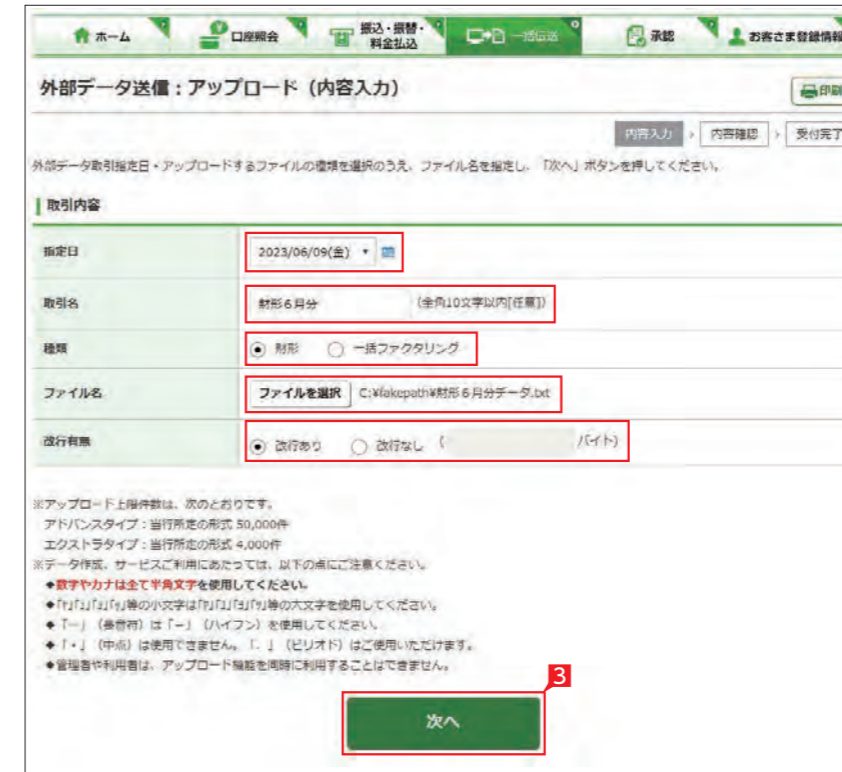 ホーム
口座照会
振込・振替・
料金払込
一括伝送
承認
お客さま登録情報
外部データ送信：アップロード（内容入力）
印刷
内容入力 › 内容確認 › 受付完了
外部データ取引指定日・アップロードするファイルの種類を選択のうえ、ファイル名を指定し、「次へ」ボタンを押してください。
取引内容
指定日 2023/06/09(金)
取引名 財形６月分 （全角10文字以内[任意]）
種類 財形 一括ファクタリング
ファイル名 ファイルを選択 C:¥fakepath¥財形６月分データ.txt
改行有無 改行あり 改行なし （ バイト）
※アップロード上限件数は、次のとおりです。
アドバンスタイプ：当行所定の形式 50,000件
エクストラタイプ：当行所定の形式 4,000件
※データ作成、サービスご利用にあたっては、以下の点にご注意ください。
◆数字やカナは全て半角文字を使用してください。
等の小文字は
等の大文字を使用してください。
◆「ー」（長音符）は「−」（ハイフン）を使用してください。
◆「・」（中点）は使用できません。「．」（ピリオド）はご使用いただけます。
◆管理者や利用者は、アップロード機能を同時に利用することはできません。
3
次へ